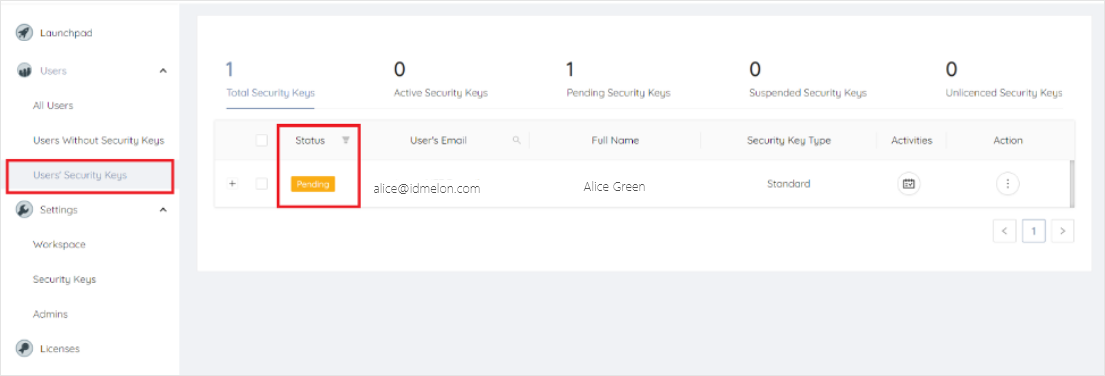 Launchpad
Users
All Users
Users Without Security Keys
Users' Security Keys
Settings
Workspace
Security Keys
Admins
Licenses
1 0 1 0 0
Total Security Keys Active Security Keys Pending Security Keys Suspended Security Keys Unlicenced Security Keys
Status User's Email Full Name Security Key Type Activities Action
+ Pending alice@idmelon.com Alice Green Standard
< 1 >